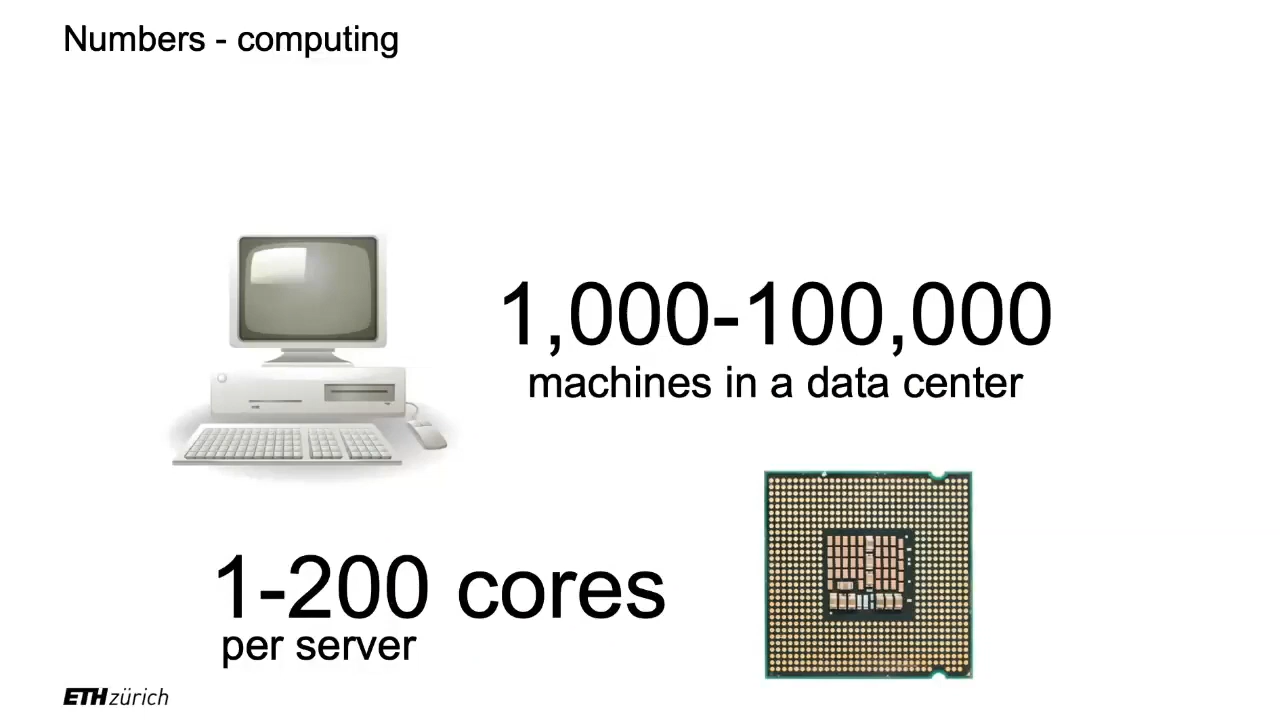 Numbers - computing
1,000-100,000
machines in a data center
1-200 cores
per server
ETH zürich